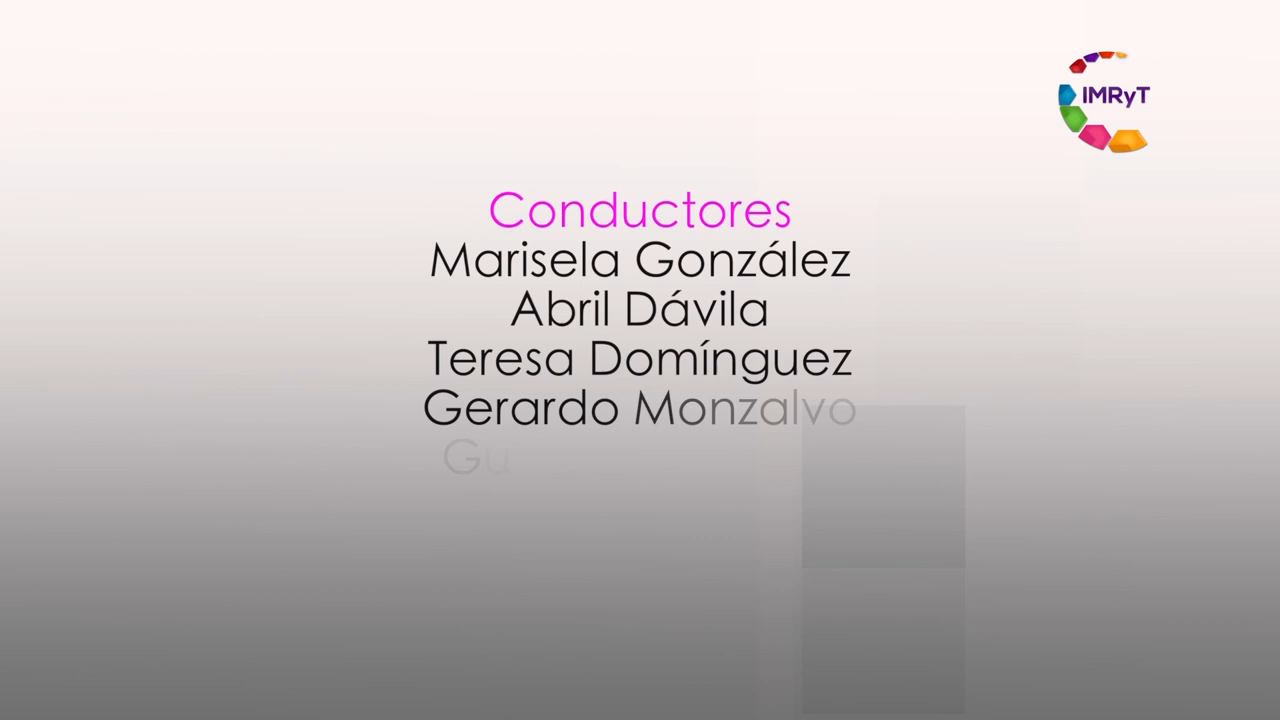 IMRyT
Conductores
Marisela González
Abril Dávila
Teresa Domínguez
Gerardo Monzalvo